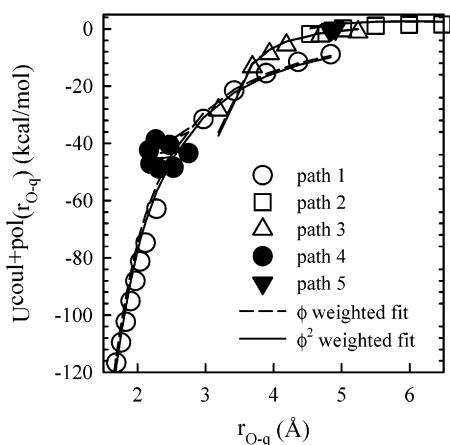 U^coul+pol(r_O-q) (kcal/mol)
0
-20
-40
-60
-80
-100
-120
path 1
path 2
path 3
path 4
path 5
ϕ weighted fit
ϕ² weighted fit
2 3 4 5 6
r_O-q (Å)